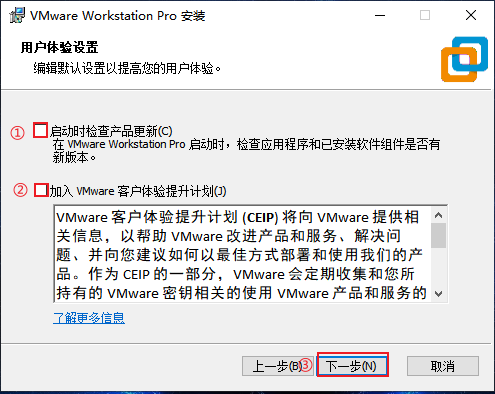 VMware Workstation Pro 安装
用户体验设置
编辑默认设置以提高您的用户体验。
① 启动时检查产品更新(C)
在 VMware Workstation Pro 启动时，检查应用程序和已安装软件组件是否有
新版本。
② 加入 VMware 客户体验提升计划(J)
VMware 客户体验提升计划 (CEIP) 将向 VMware 提供相
关信息，以帮助 VMware 改进产品和服务、解决问
题、并向您建议如何以最佳方式部署和使用我们的产
品。作为 CEIP 的一部分，VMware 会定期收集和您所
持有的 VMware 密钥相关的使用 VMware 产品和服务的
了解更多信息
上一步(B) ③ 下一步(N) 取消